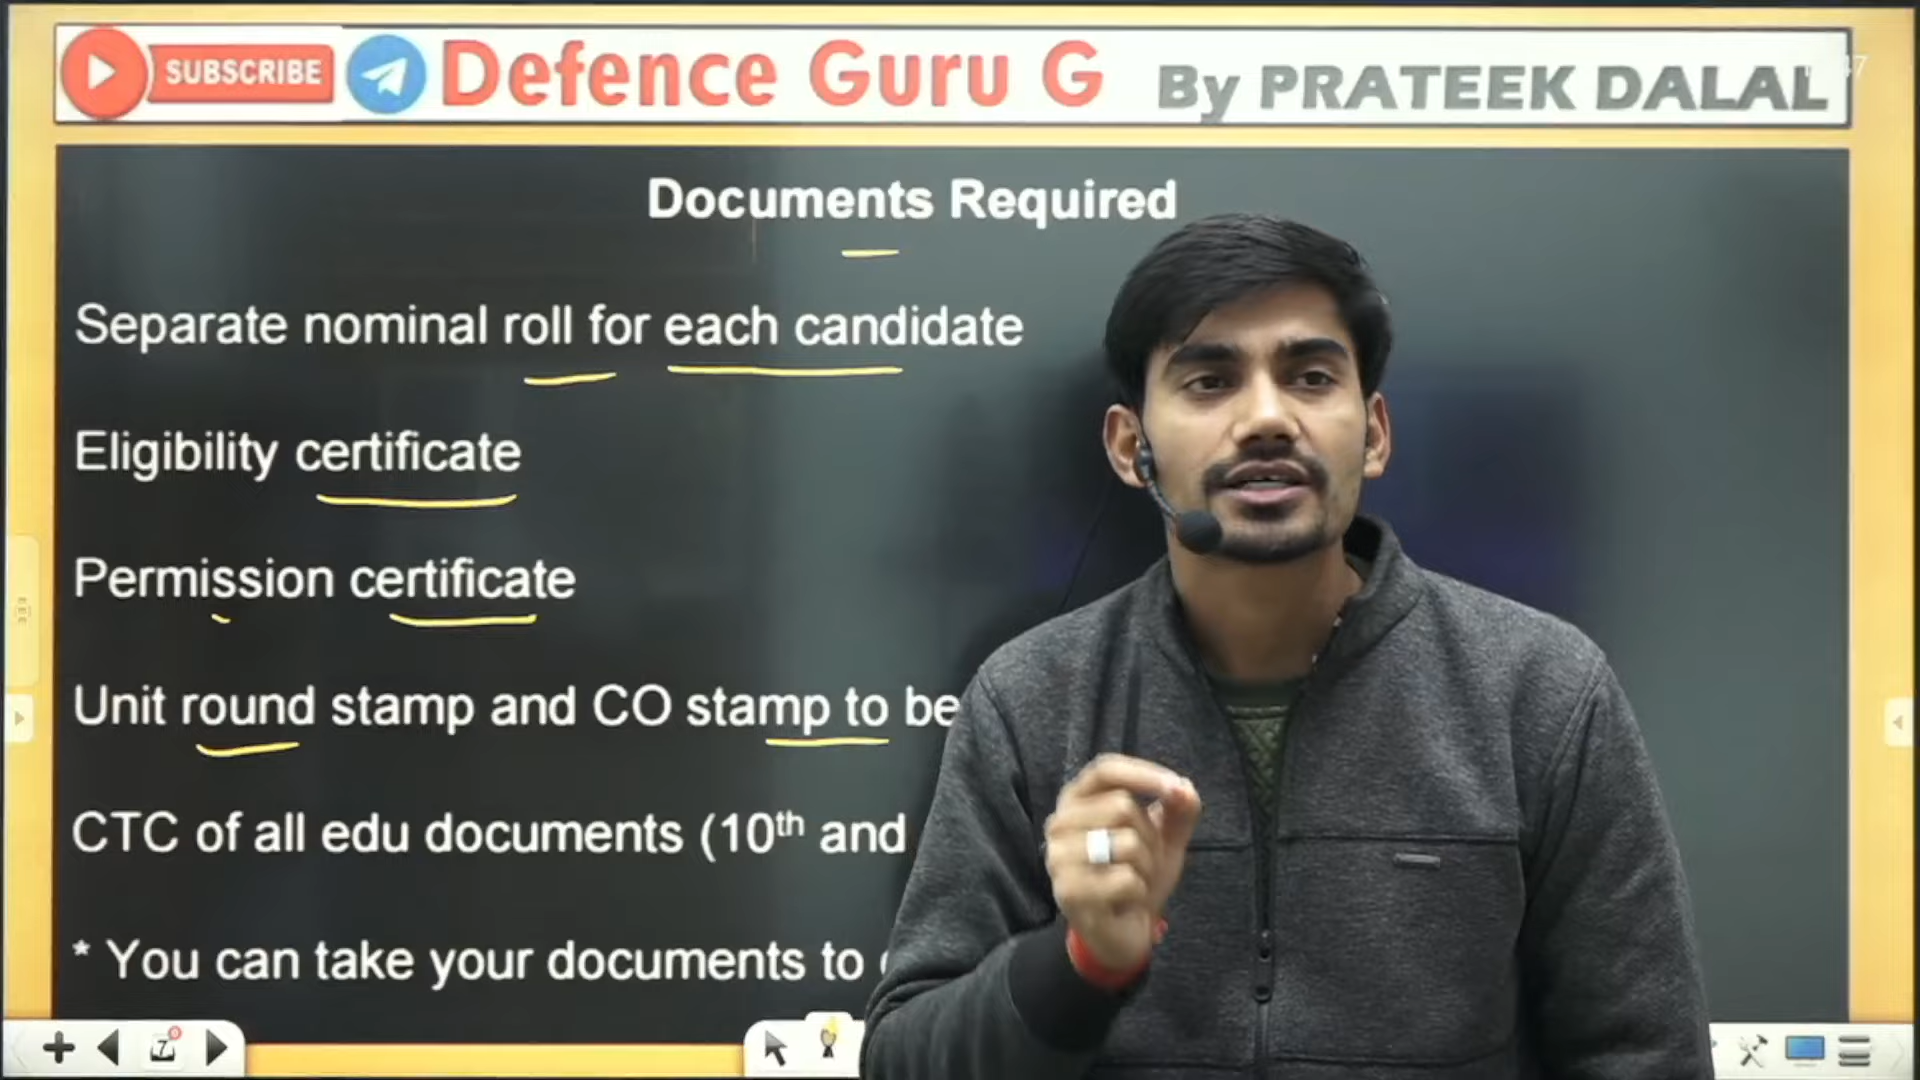 SUBSCRIBE Defence Guru G By PRATEEK DALAL
Documents Required
Separate nominal roll for each candidate
Eligibility certificate
Permission certificate
Unit round stamp and CO stamp to be
CTC of all edu documents (10th and
* You can take your documents to
7